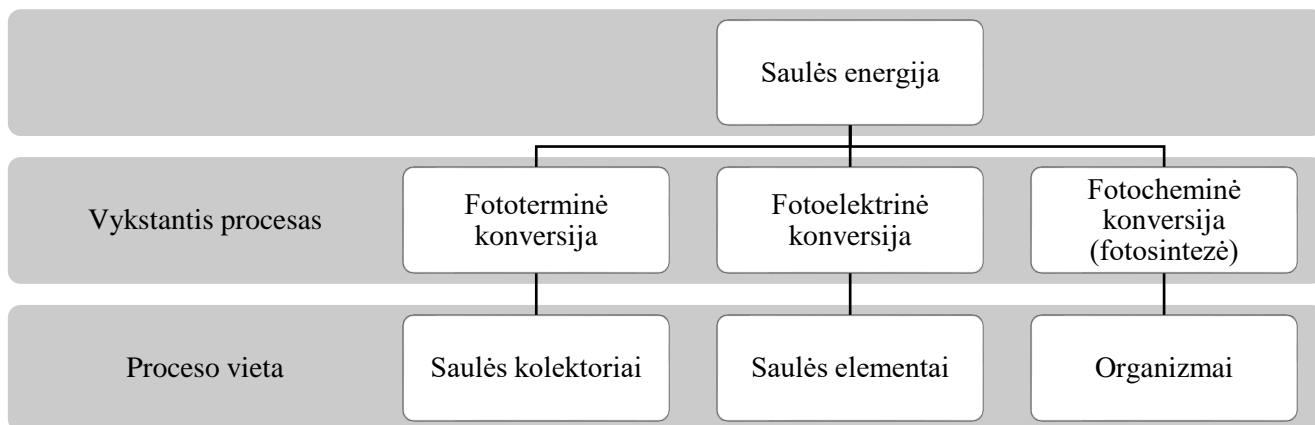 Saulės energija
Vykstantis procesas
Fototerminė
konversija
Fotoelektrinė
konversija
Fotocheminė
konversija
(fotosintezė)
Proceso vieta
Saulės kolektoriai
Saulės elementai
Organizmai